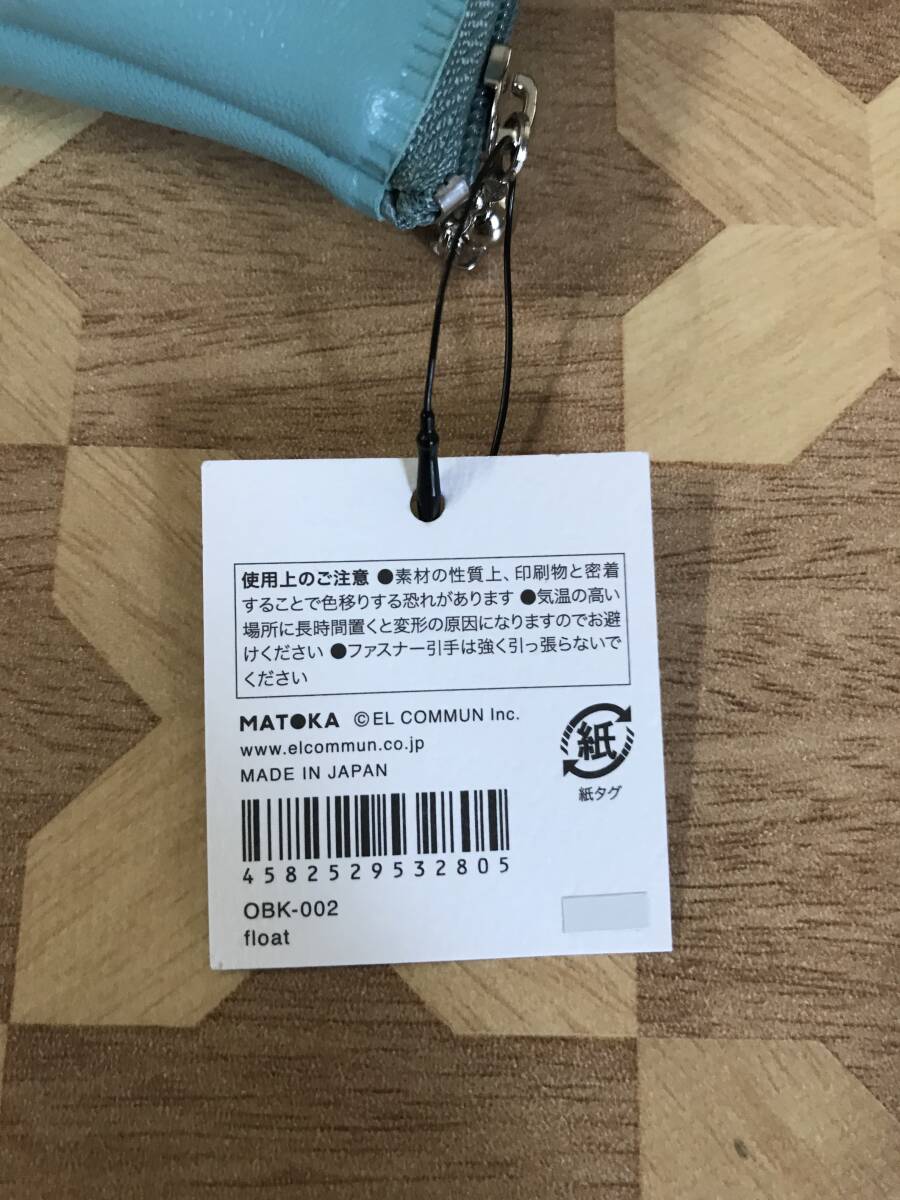 使用上のご注意 ●素材の性質上、印刷物と密着
することで色移りする恐れがあります ●気温の高い
場所に長時間置くと変形の原因になりますのでお避
けください ●ファスナー引手は強く引っ張らないで
ください
MATOKA ©EL COMMUN Inc.
www.elcommun.co.jp
MADE IN JAPAN
紙
紙タグ
4582529532805
OBK-002
float